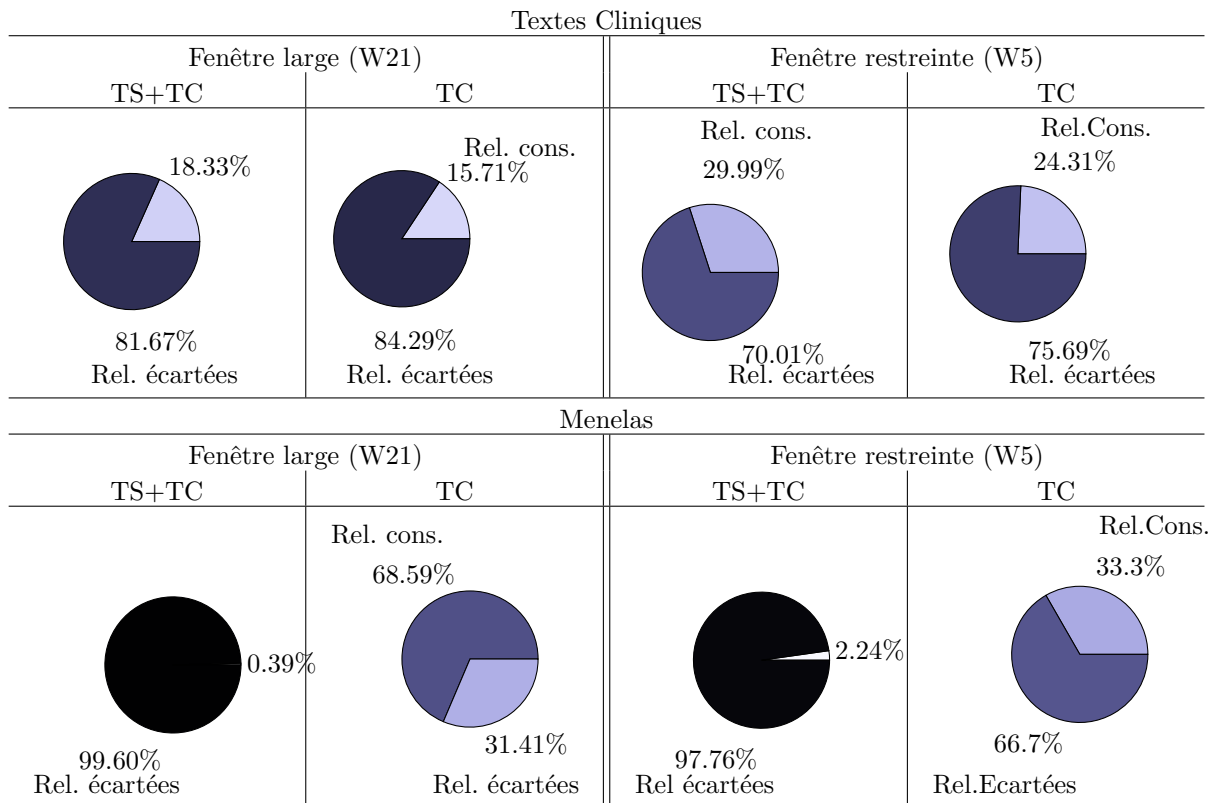 Textes Cliniques
Fenêtre large (W21)
Fenêtre restreinte (W5)
TS+TC
TC
TS+TC
TC
18.33%
81.67%
Rel. écartées
Rel. cons.
15.71%
84.29%
Rel. écartées
Rel. cons.
29.99%
70.01%
Rel. écartées
Rel.Cons.
24.31%
75.69%
Rel. écartées
Menelas
Fenêtre large (W21)
Fenêtre restreinte (W5)
TS+TC
TC
TS+TC
TC
0.39%
99.60%
Rel. écartées
Rel. cons.
68.59%
31.41%
Rel. écartées
2.24%
97.76%
Rel écartées
Rel.Cons.
33.3%
66.7%
Rel.Ecartées